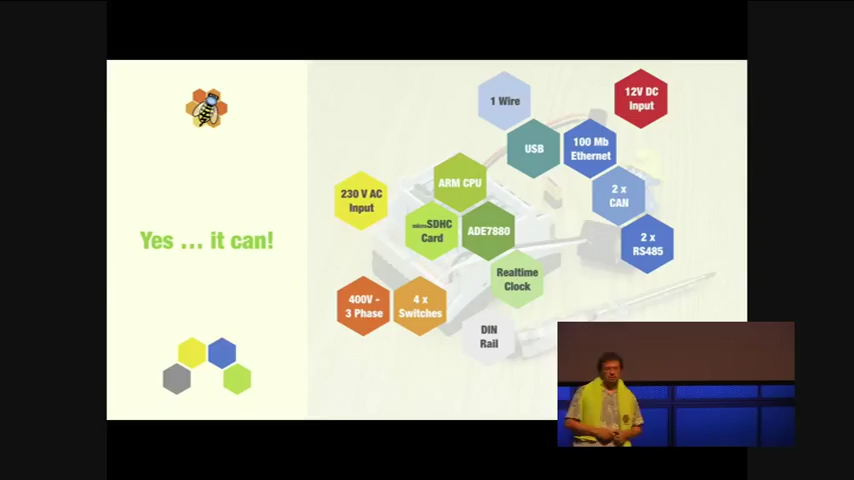 Yes ... it can!
1 Wire
12V DC
Input
USB
100 Mb
Ethernet
ARM CPU
230 V AC
Input
2 x
CAN
microSDHC
Card
ADE7880
2 x
RS485
Realtime
Clock
400V -
3 Phase
4 x
Switches
DIN
Rail